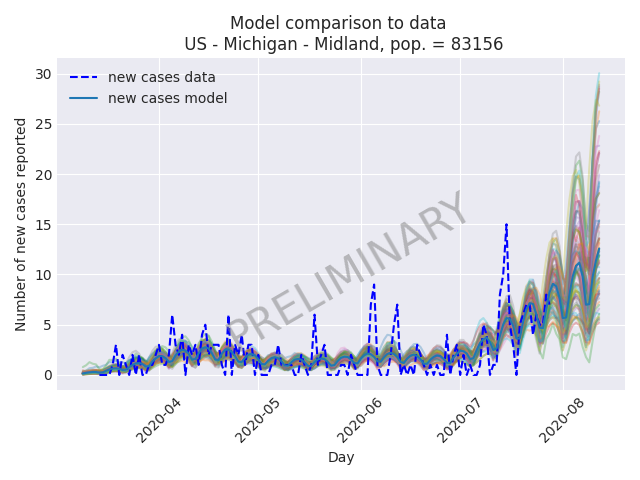 Model comparison to data
US - Michigan - Midland, pop. = 83156
new cases data
new cases model
Number of new cases reported
30
25
20
15
10
5
0
PRELIMINARY
2020-04
2020-05
2020-06
2020-07
2020-08
Day